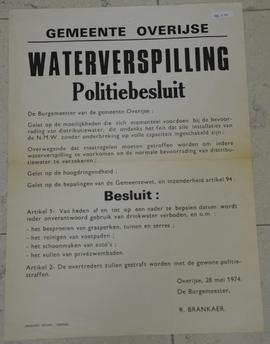 GEMEENTE OVERIJSE
WATERVERSPILLING
Politiebesluit
De Burgemeester van de gemeente Overijse ;
Gelet op de moeilijkheden die zich momenteel voordoen bij de bevoor-
rading van distributiewater, dit ondanks het feit dat alle installaties van
de N.M.W. zonder onderbreking op volle capaciteit ingeschakeld zijn ;
Overwegende dat maatregelen moeten getroffen worden om iedere
waterverspilling te voorkomen en de normale bevoorrading van distribu-
tiewater te verzekeren ;
Gelet op de hoogdringendheid ;
Gelet op de bepalingen van de Gemeentewet, en inzonderheid artikel 94 ;
Besluit :
Artikel 1- Van heden af en tot op een nader te bepalen datum wordt
ieder onverantwoord gebruik van drinkwater verboden, en o.m. :
- het besproeien van grasperken, tuinen en serres ;
- het reinigen van voetpaden ;
- het schoonmaken van auto's ;
- het vullen van privézwembaden.
Artikel 2- De overtreders zullen gestraft worden met de gewone politie-
straffen.
Overijse, 28 mei 1974.
De Burgemeester,
R. BRANKAER.